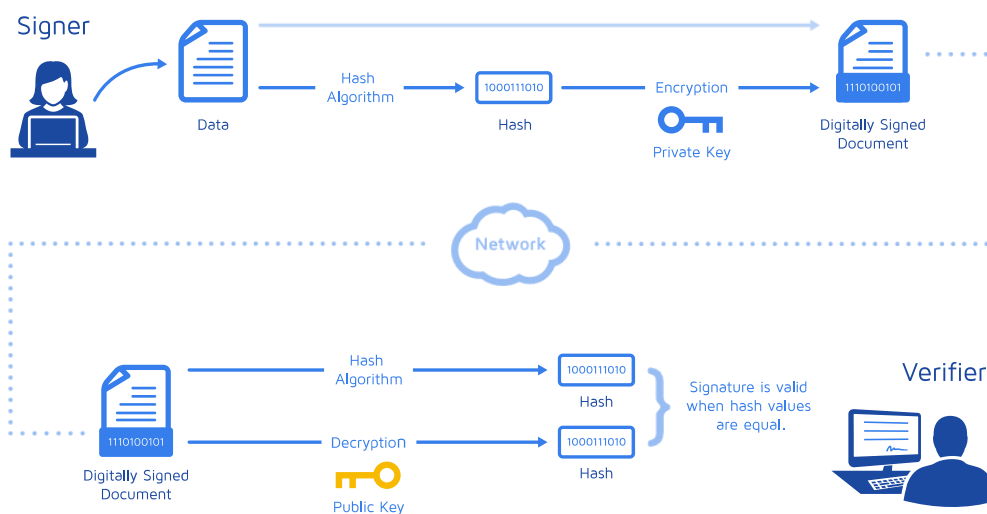 Signer
Hash
Algorithm
1000111010
Encryption
1110100101
Data
Hash
Private Key
Digitally Signed
Document
Network
Hash
Algorithm
1000111010
Hash
Signature is valid
when hash values
are equal.
Verifier
1110100101
Decryption
1000111010
Hash
Digitally Signed
Document
Public Key